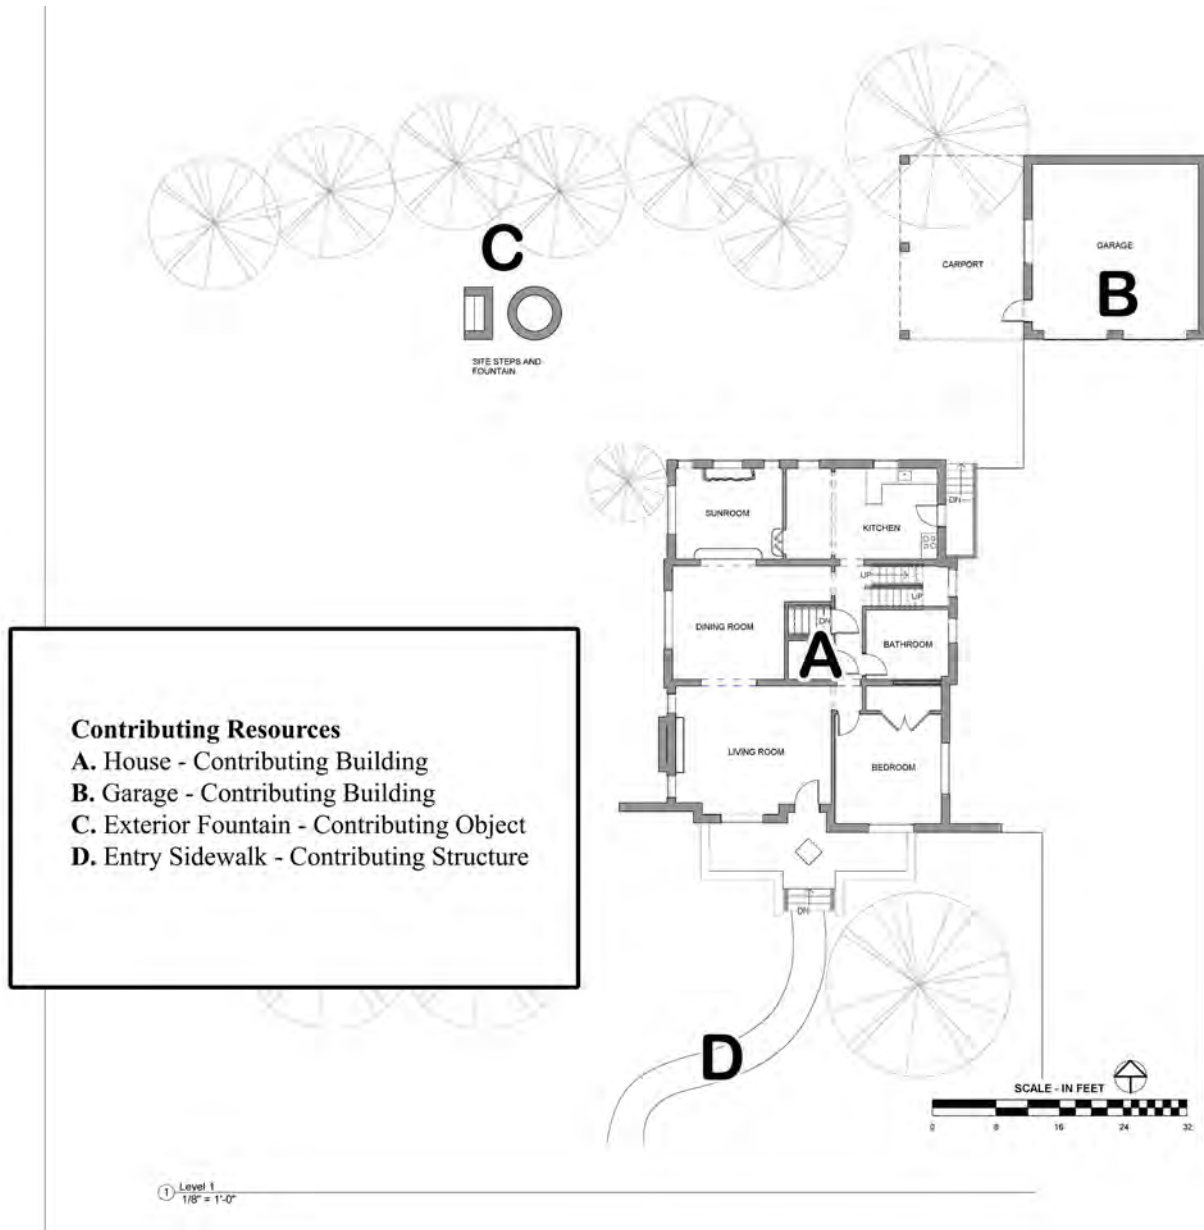 C
SITE STEPS AND
FOUNTAIN
CARPORT
GARAGE
B
SUNROOM
KITCHEN
DN
UP
UP
DINING ROOM
DN
A
BATHROOM
LIVING ROOM
BEDROOM
DN
Contributing Resources
A. House - Contributing Building
B. Garage - Contributing Building
C. Exterior Fountain - Contributing Object
D. Entry Sidewalk - Contributing Structure
D
SCALE - IN FEET
0 8 16 24 32
1 Level 1
1/8" = 1'-0"